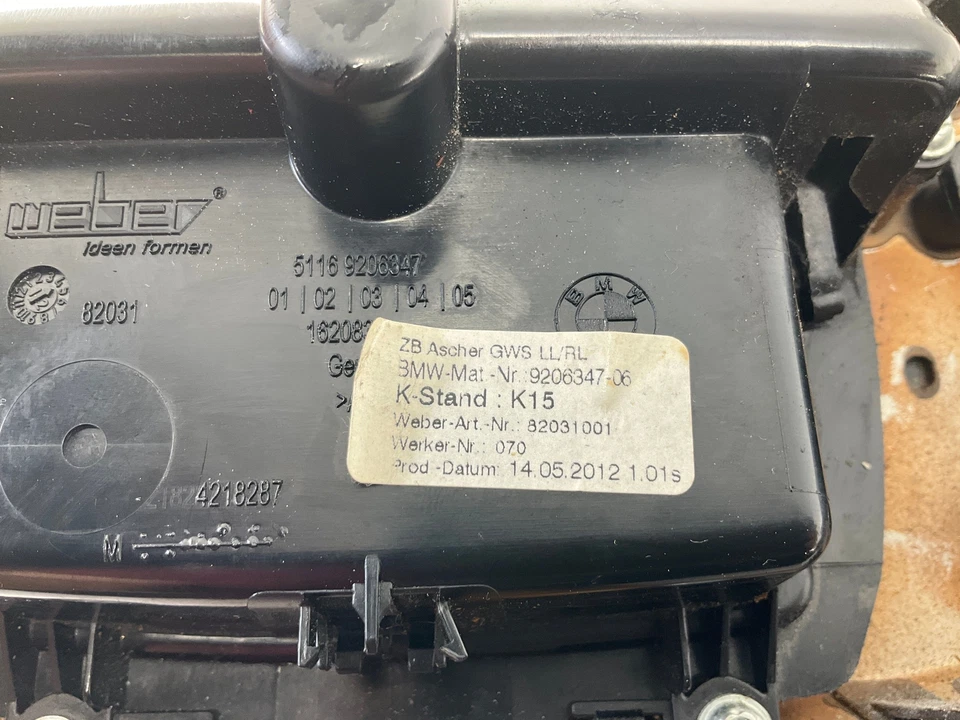 weber®
Ideen formen
5116 9206347
01 | 02 | 03 | 04 | 05
82031
BMW
ZB Ascher GWS LL/RL
BMW-Mat.-Nr.:9206347-06
K-Stand : K15
Weber-Art.-Nr.: 82031001
Werker-Nr.: 070
Prod.-Datum: 14.05.2012 1.01s
4218287
M